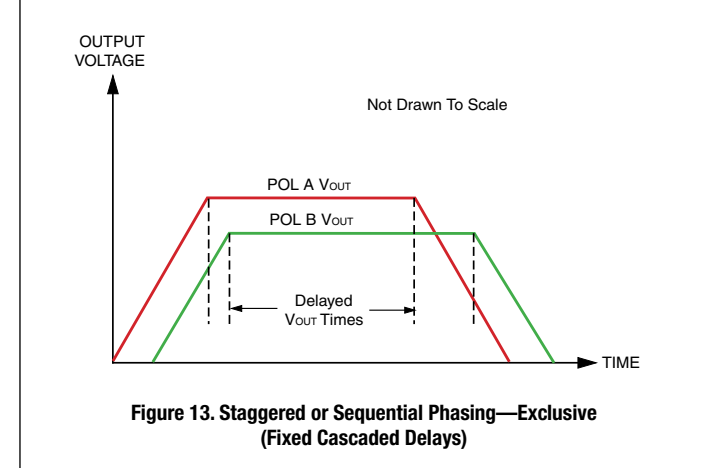 OUTPUT
VOLTAGE
Not Drawn To Scale
POL A VOUT
POL B VOUT
Delayed
VOUT Times
TIME
Figure 13. Staggered or Sequential Phasing—Exclusive
(Fixed Cascaded Delays)